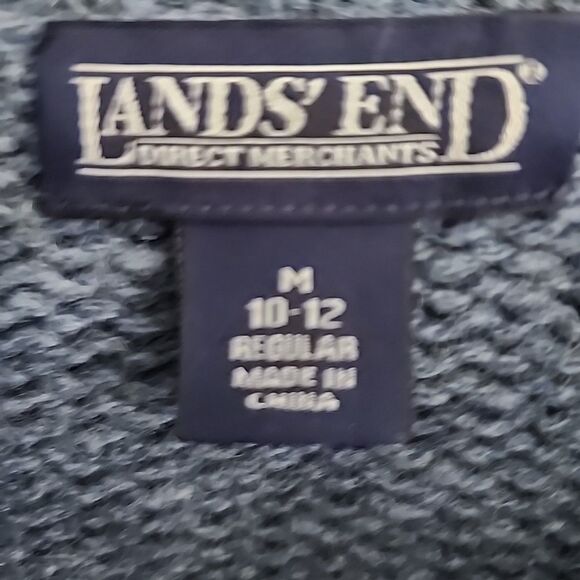 LANDS' END®
DIRECT MERCHANTS
M
10-12
REGULAR
MADE IN
CHINA